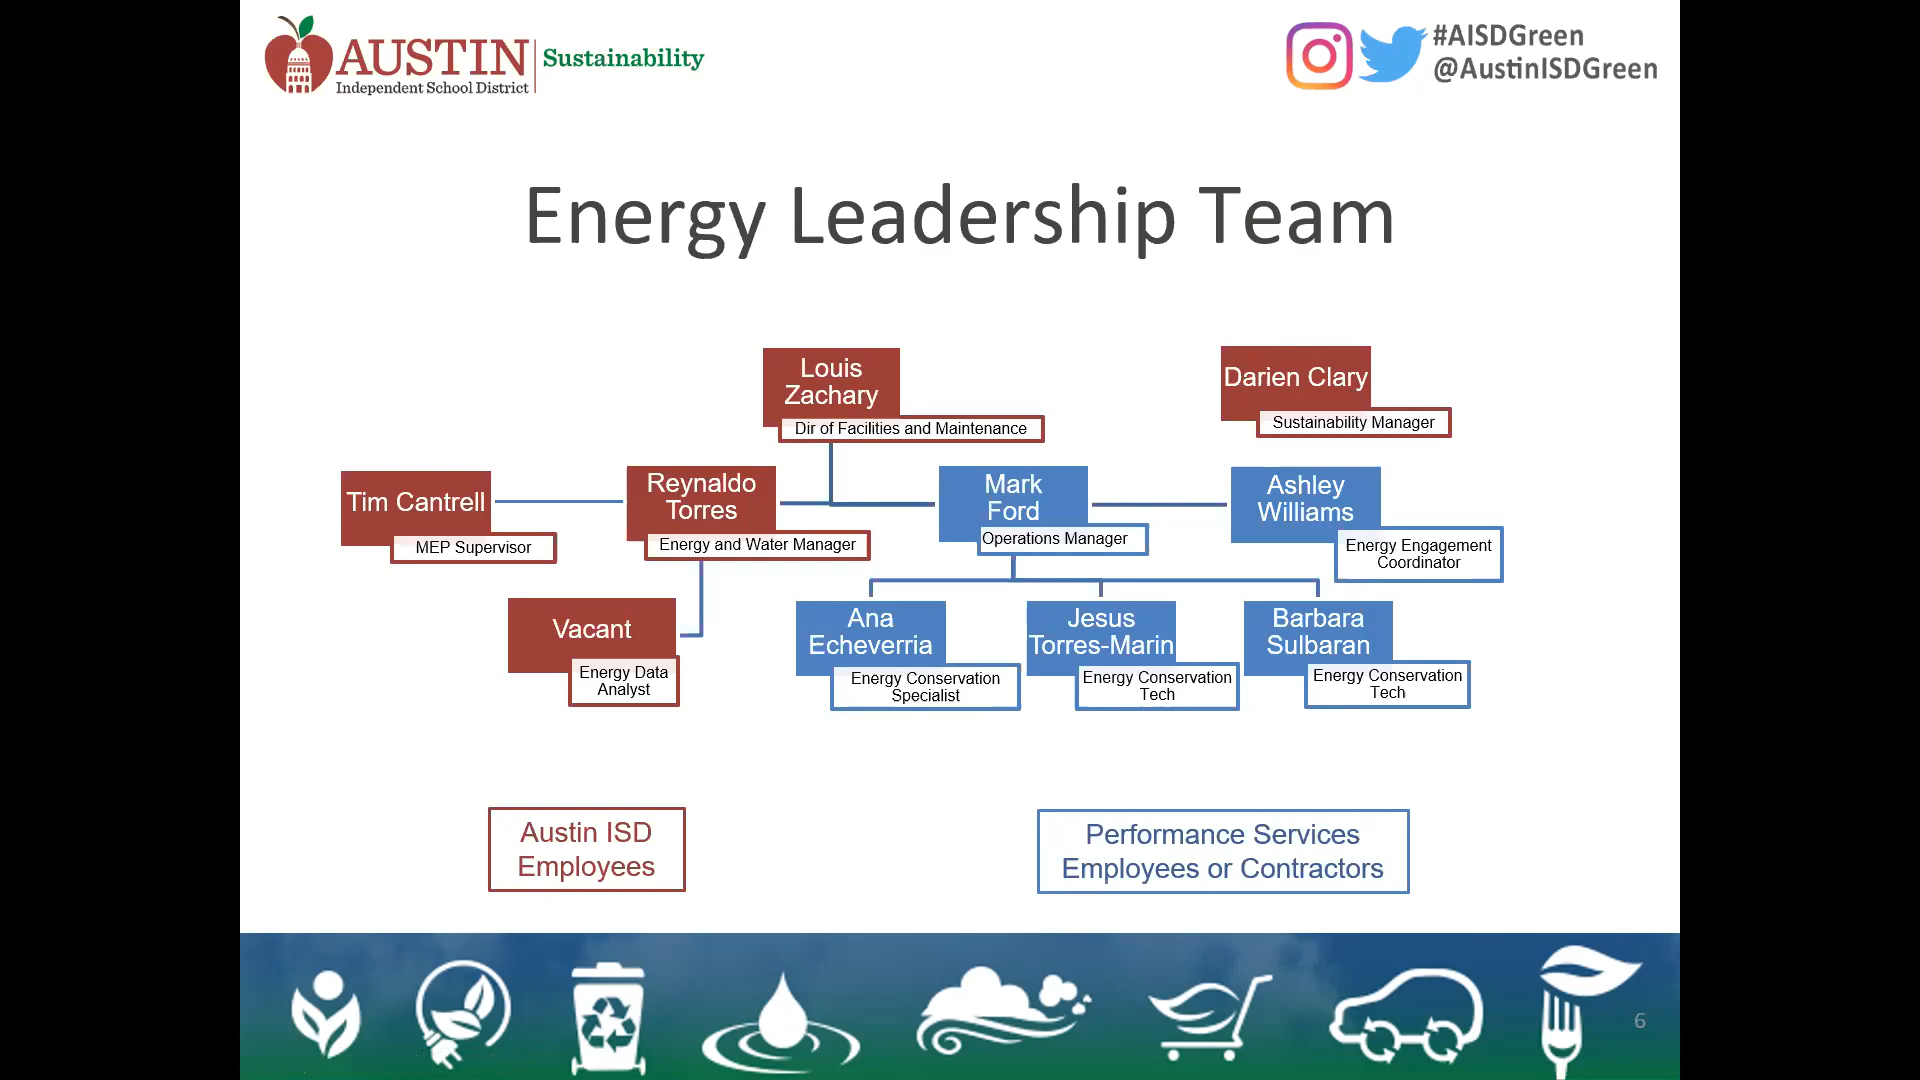 AUSTIN
Independent School District
Sustainability
#AISDGreen
@AustinISDGreen
Energy Leadership Team
Louis
Zachary
Dir of Facilities and Maintenance
Darien Clary
Sustainability Manager
Tim Cantrell
MEP Supervisor
Reynaldo
Torres
Energy and Water Manager
Mark
Ford
Operations Manager
Ashley
Williams
Energy Engagement
Coordinator
Vacant
Energy Data
Analyst
Ana
Echeverria
Energy Conservation
Specialist
Jesus
Torres-Marin
Energy Conservation
Tech
Barbara
Sulbaran
Energy Conservation
Tech
Austin ISD
Employees
Performance Services
Employees or Contractors
6